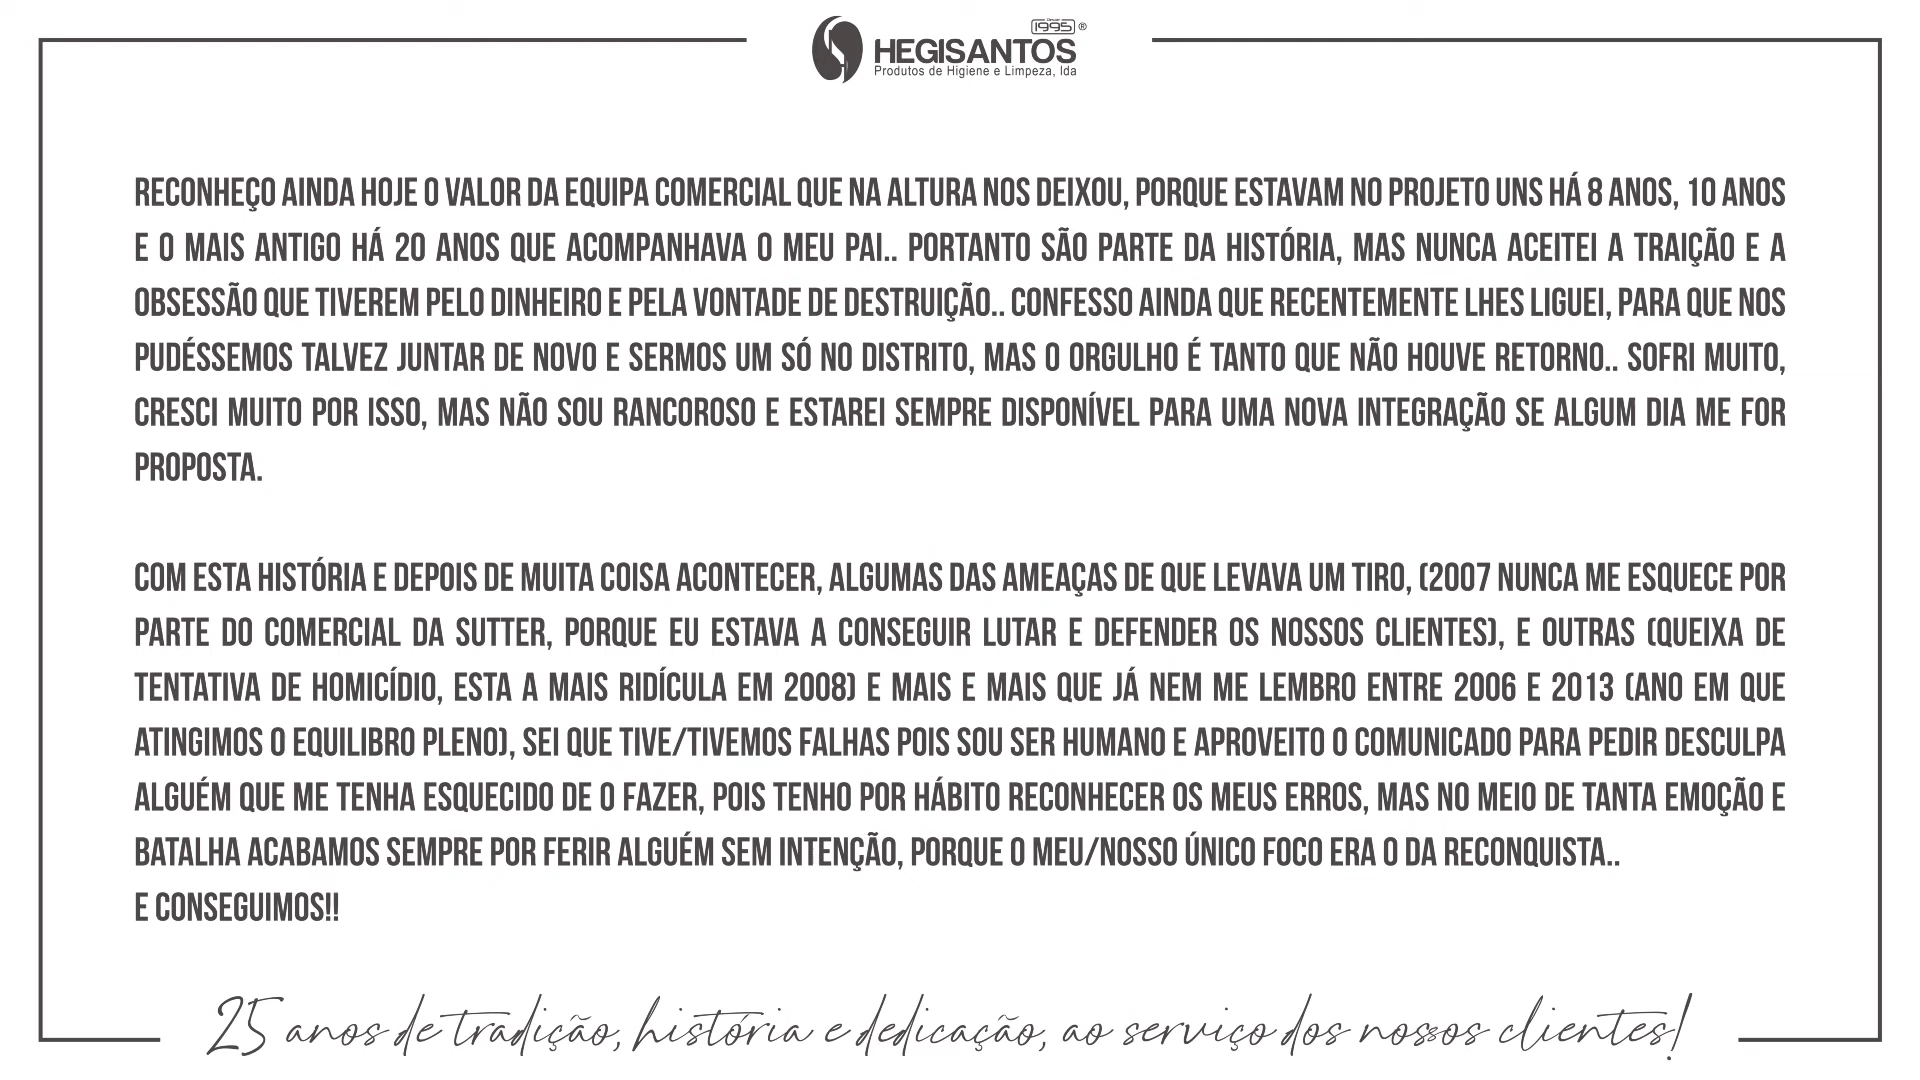 Desde
1995 ®
HEGISANTOS
Produtos de Higiene e Limpeza, lda
RECONHEÇO AINDA HOJE O VALOR DA EQUIPA COMERCIAL QUE NA ALTURA NOS DEIXOU, PORQUE ESTAVAM NO PROJETO UNS HÁ 8 ANOS, 10 ANOS
E O MAIS ANTIGO HÁ 20 ANOS QUE ACOMPANHAVA O MEU PAI.. PORTANTO SÃO PARTE DA HISTÓRIA, MAS NUNCA ACEITEI A TRAIÇÃO E A
OBSESSÃO QUE TIVEREM PELO DINHEIRO E PELA VONTADE DE DESTRUIÇÃO.. CONFESSO AINDA QUE RECENTEMENTE LHES LIGUEI, PARA QUE NOS
PUDÉSSEMOS TALVEZ JUNTAR DE NOVO E SERMOS UM SÓ NO DISTRITO, MAS O ORGULHO É TANTO QUE NÃO HOUVE RETORNO.. SOFRI MUITO,
CRESCI MUITO POR ISSO, MAS NÃO SOU RANCOROSO E ESTAREI SEMPRE DISPONÍVEL PARA UMA NOVA INTEGRAÇÃO SE ALGUM DIA ME FOR
PROPOSTA.
COM ESTA HISTÓRIA E DEPOIS DE MUITA COISA ACONTECER, ALGUMAS DAS AMEAÇAS DE QUE LEVAVA UM TIRO, (2007 NUNCA ME ESQUECE POR
PARTE DO COMERCIAL DA SUTTER, PORQUE EU ESTAVA A CONSEGUIR LUTAR E DEFENDER OS NOSSOS CLIENTES), E OUTRAS (QUEIXA DE
TENTATIVA DE HOMICÍDIO, ESTA A MAIS RIDÍCULA EM 2008) E MAIS E MAIS QUE JÁ NEM ME LEMBRO ENTRE 2006 E 2013 (ANO EM QUE
ATINGIMOS O EQUILIBRO PLENO), SEI QUE TIVE/TIVEMOS FALHAS POIS SOU SER HUMANO E APROVEITO O COMUNICADO PARA PEDIR DESCULPA
ALGUÉM QUE ME TENHA ESQUECIDO DE O FAZER, POIS TENHO POR HÁBITO RECONHECER OS MEUS ERROS, MAS NO MEIO DE TANTA EMOÇÃO E
BATALHA ACABAMOS SEMPRE POR FERIR ALGUÉM SEM INTENÇÃO, PORQUE O MEU/NOSSO ÚNICO FOCO ERA O DA RECONQUISTA..
E CONSEGUIMOS!!
25 anos de tradição, história e dedicação, ao serviço dos nossos clientes!